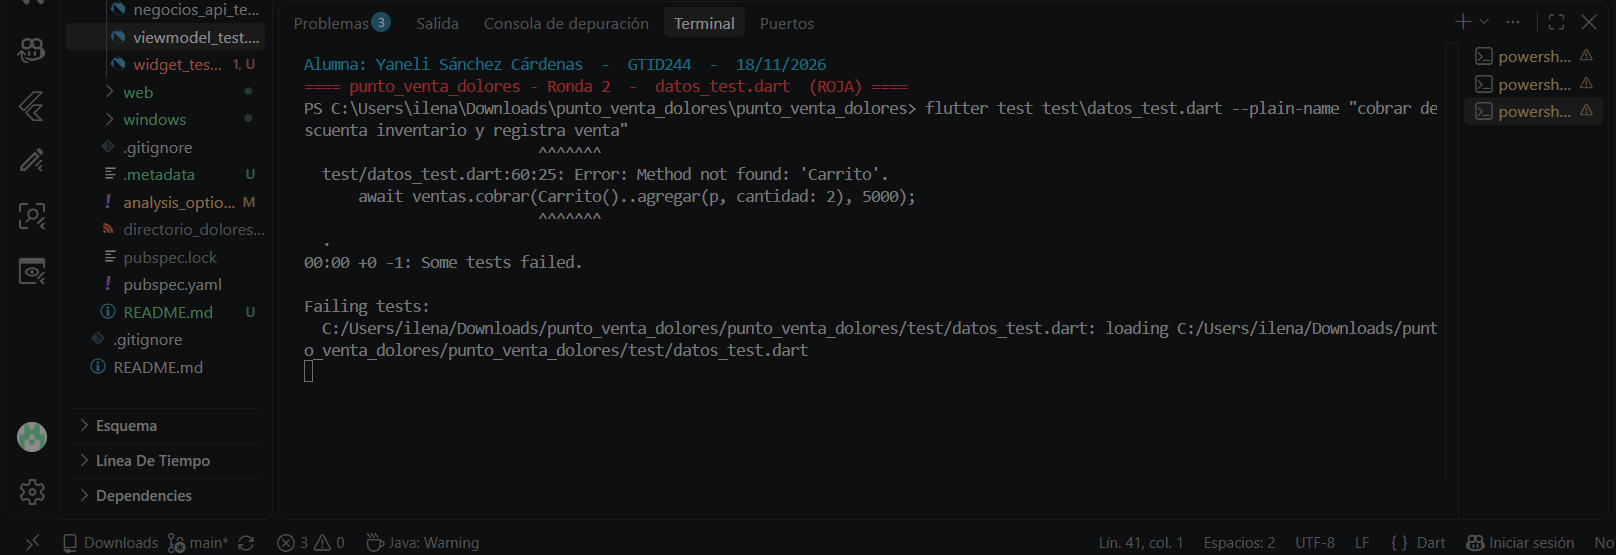 negocios_api_te...
viewmodel_test....
widget_tes... 1, U
web
windows
.gitignore
.metadata U
analysis_optio... M
directorio_dolores...
pubspec.lock
pubspec.yaml
README.md U
.gitignore
README.md
Esquema
Línea De Tiempo
Dependencies
Problemas 3 Salida Consola de depuración Terminal Puertos
Alumna: Yaneli Sánchez Cárdenas - GTID244 - 18/11/2026
==== punto_venta_dolores - Ronda 2 - datos_test.dart (ROJA) ====
PS C:\Users\ilena\Downloads\punto_venta_dolores\punto_venta_dolores> flutter test test\datos_test.dart --plain-name "cobrar de
scuenta inventario y registra venta"
^^^^^^^
test/datos_test.dart:60:25: Error: Method not found: 'Carrito'.
await ventas.cobrar(Carrito()..agregar(p, cantidad: 2), 5000);
^^^^^^^
.
00:00 +0 -1: Some tests failed.
Failing tests:
C:/Users/ilena/Downloads/punto_venta_dolores/punto_venta_dolores/test/datos_test.dart: loading C:/Users/ilena/Downloads/punt
o_venta_dolores/punto_venta_dolores/test/datos_test.dart
powersh...
powersh...
powersh...
Downloads main* 3 0 Java: Warning Lín. 41, col. 1 Espacios: 2 UTF-8 LF { } Dart Iniciar sesión No